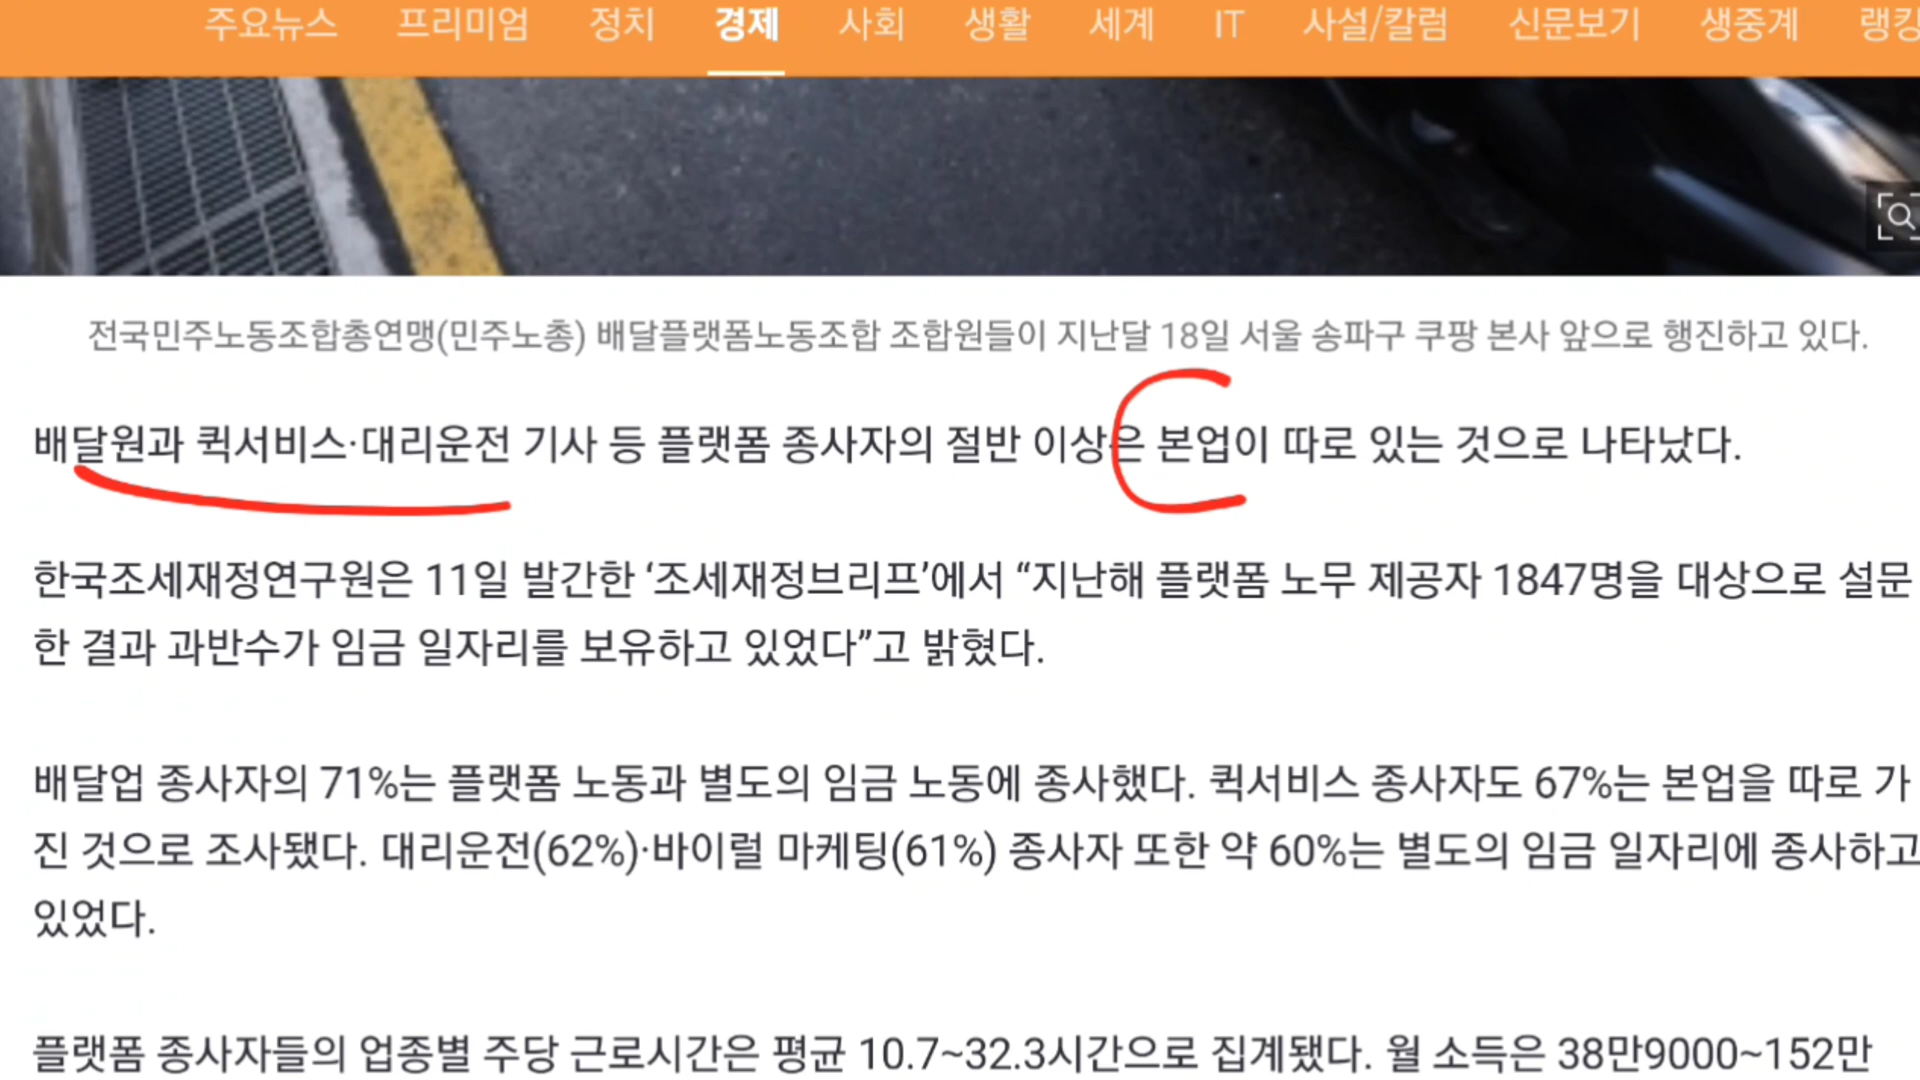 주요뉴스 프리미엄 정치 경제 사회 생활 세계 IT 사설/칼럼 신문보기 생중계
전국민주노동조합총연맹(민주노총) 배달플랫폼노동조합 조합원들이 지난달 18일 서울 송파구 쿠팡 본사 앞으로 행진하고 있다.
배달원과 퀵서비스·대리운전 기사 등 플랫폼 종사자의 절반 이상은 본업이 따로 있는 것으로 나타났다.
한국조세재정연구원은 11일 발간한 ‘조세재정브리프’에서 “지난해 플랫폼 노무 제공자 1847명을 대상으로 설문
한 결과 과반수가 임금 일자리를 보유하고 있었다”고 밝혔다.
배달업 종사자의 71%는 플랫폼 노동과 별도의 임금 노동에 종사했다. 퀵서비스 종사자도 67%는 본업을 따로 가
진 것으로 조사됐다. 대리운전(62%)·바이럴 마케팅(61%) 종사자 또한 약 60%는 별도의 임금 일자리에 종사하고
있었다.
플랫폼 종사자들의 업종별 주당 근로시간은 평균 10.7~32.3시간으로 집계됐다. 월 소득은 38만9000~152만